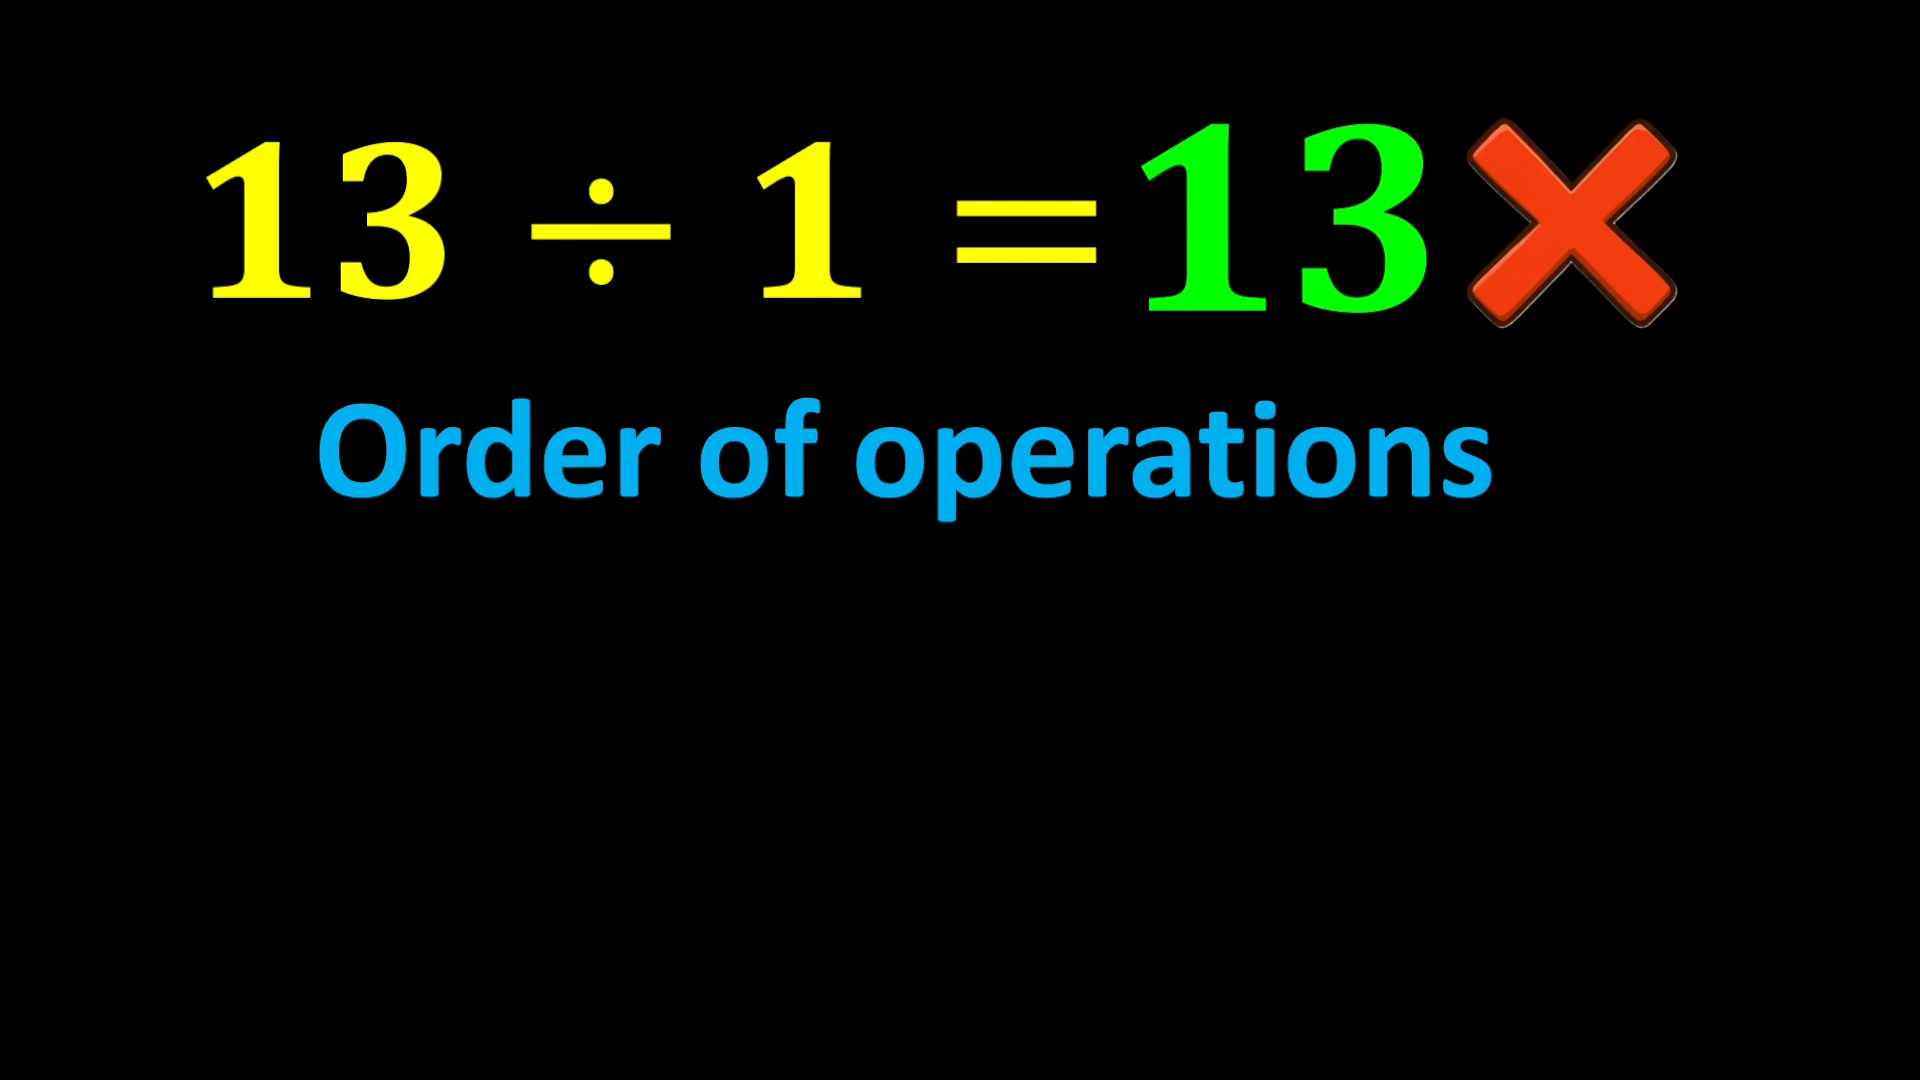 13 ÷ 1 =13❌
Order of operations